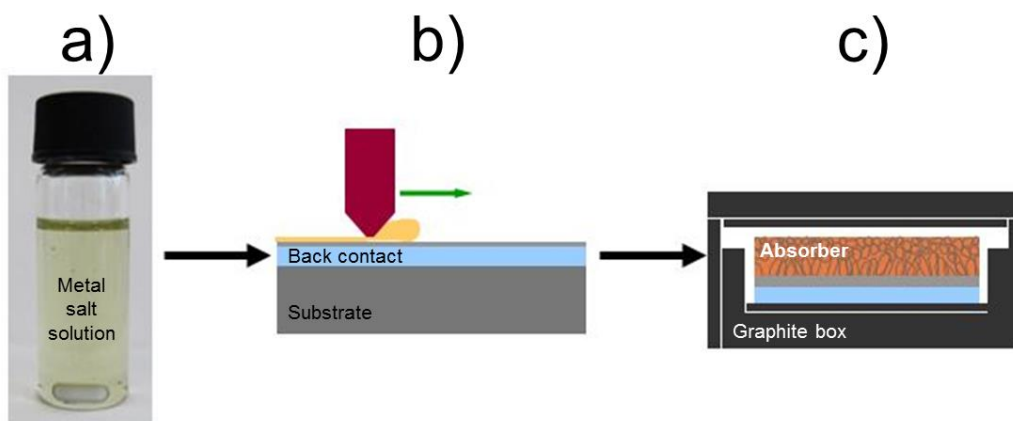 a)
b)
c)
Metal
salt
solution
Back contact
Substrate
Absorber
Graphite box